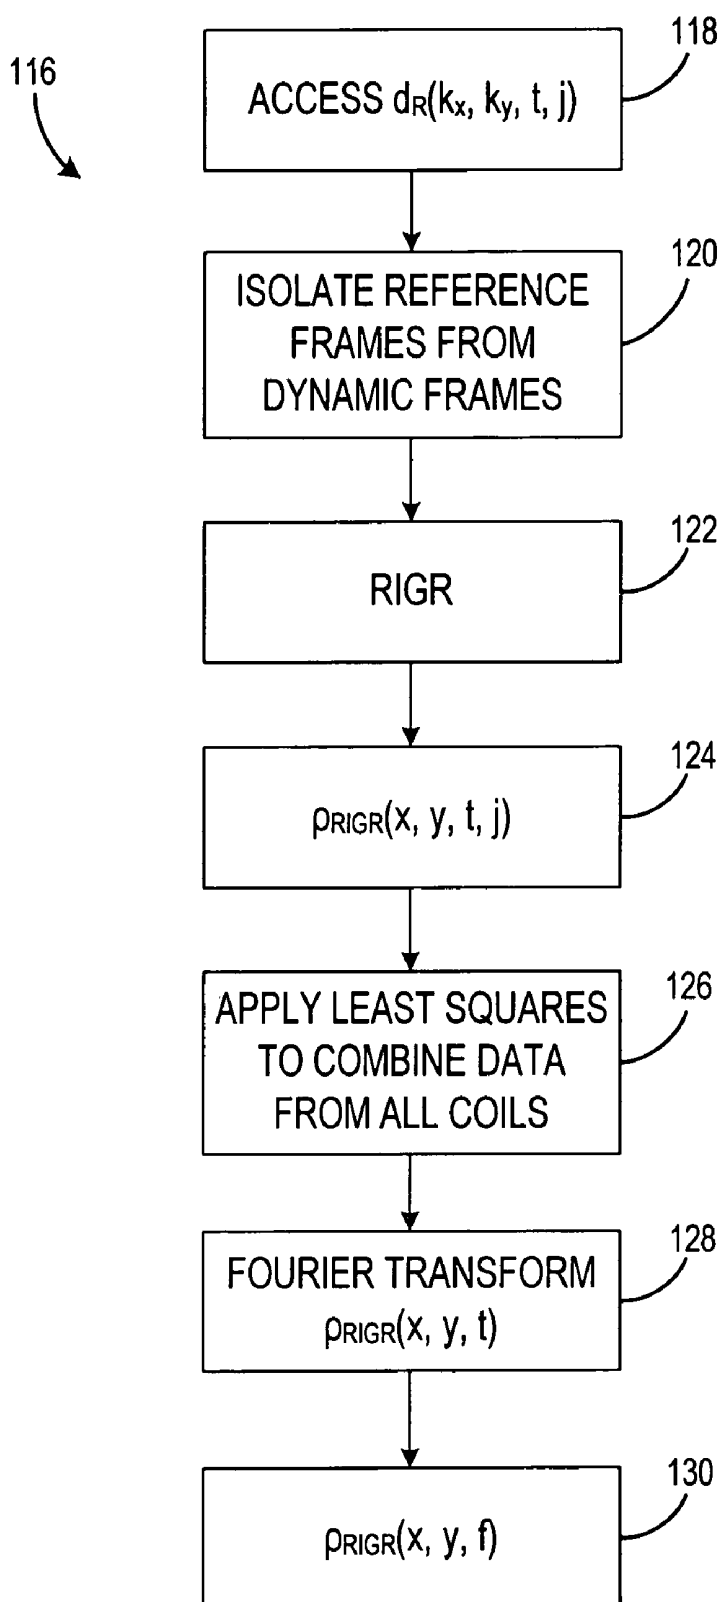 116
118
ACCESS dR(kx, ky, t, j)
120
ISOLATE REFERENCE
FRAMES FROM
DYNAMIC FRAMES
122
RIGR
124
ρRIGR(x, y, t, j)
126
APPLY LEAST SQUARES
TO COMBINE DATA
FROM ALL COILS
128
FOURIER TRANSFORM
ρRIGR(x, y, t)
130
ρRIGR(x, y, f)